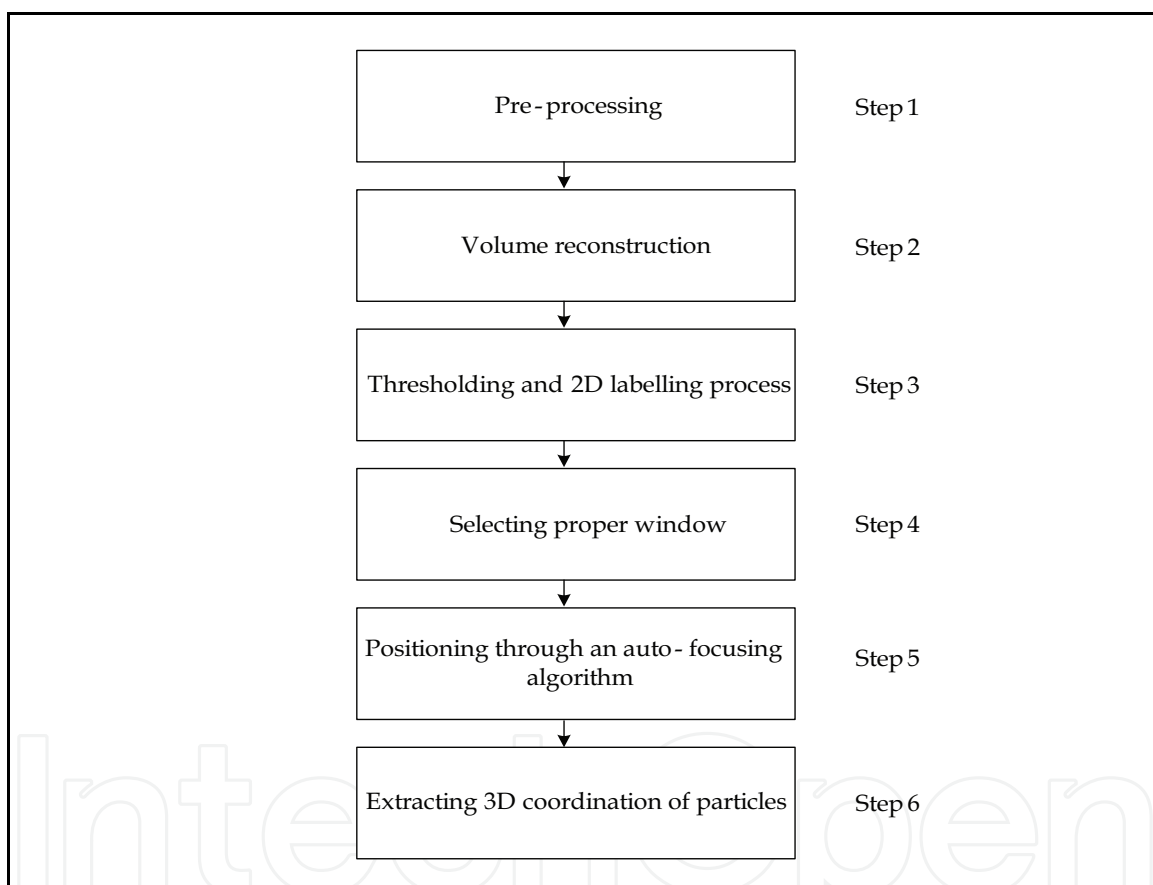 Pre-processing Step 1
Volume reconstruction Step 2
Thresholding and 2D labelling process Step 3
Selecting proper window Step 4
Positioning through an auto-focusing
algorithm Step 5
Extracting 3D coordination of particles Step 6
IntechOpen